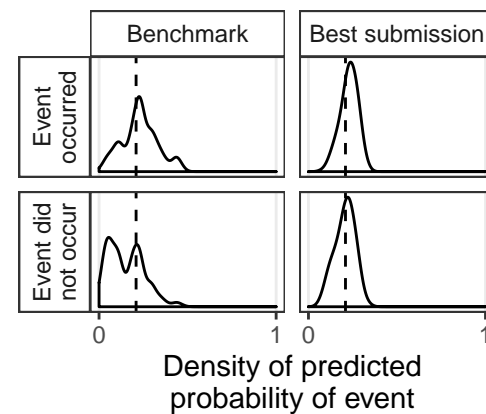 Benchmark
Best submission
Event
occurred
Event did
not occur
0
1
0
1
Density of predicted
probability of event